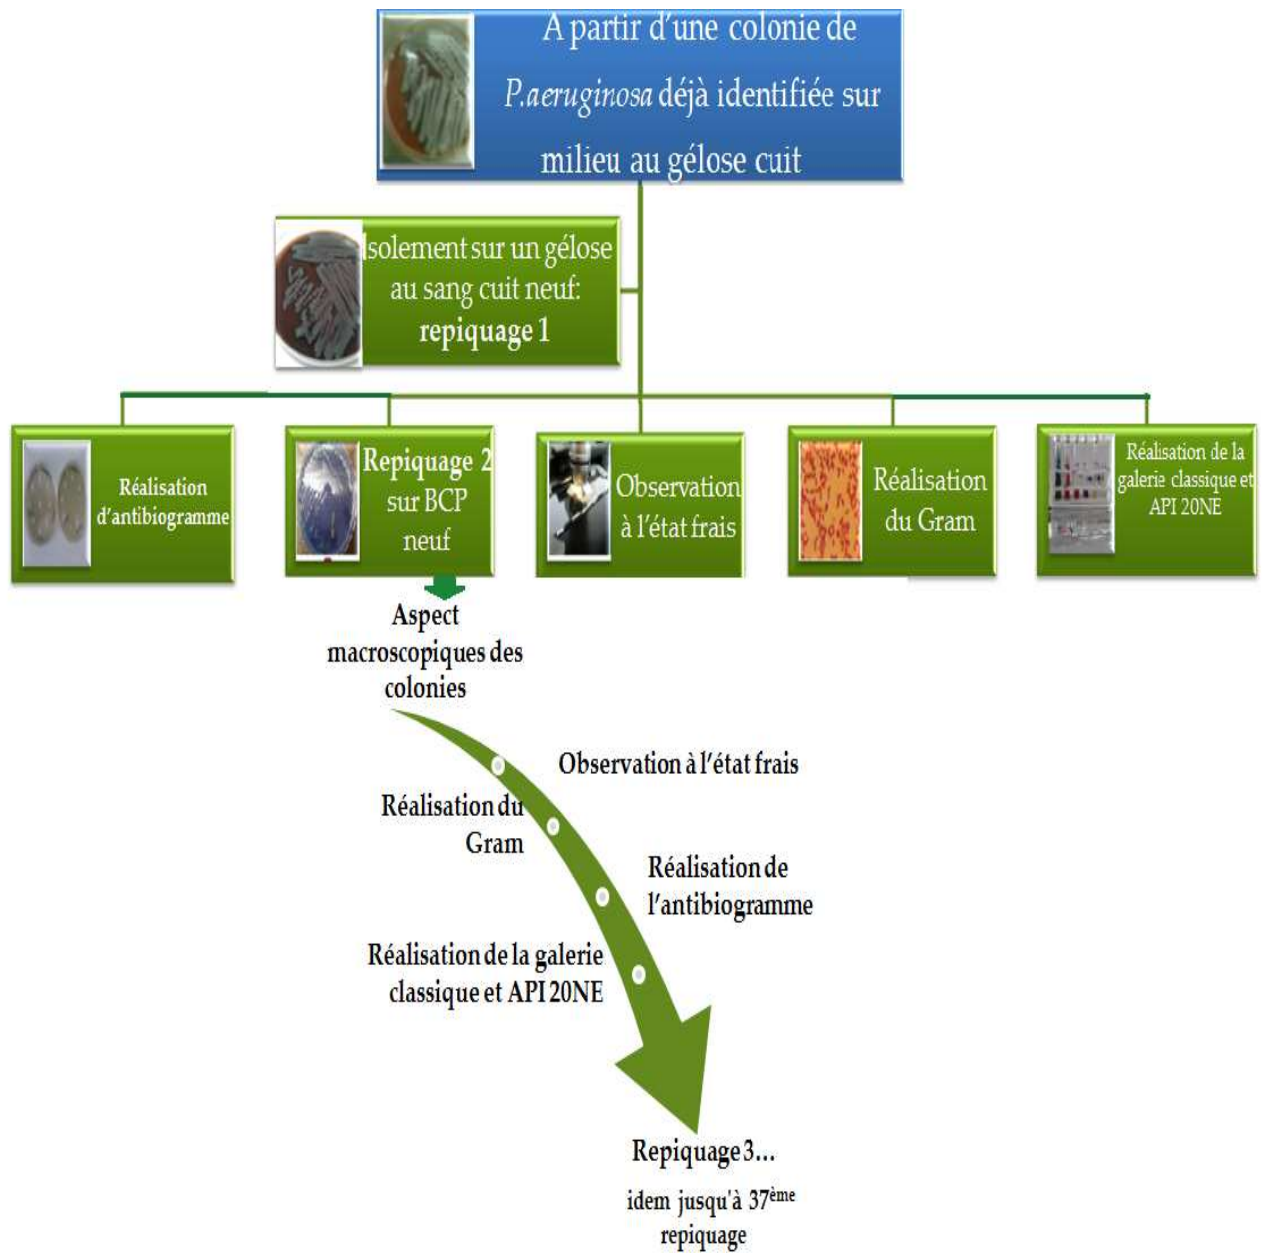 A partir d’une colonie de
P.aeruginosa déjà identifiée sur
milieu au gélose cuit
Isolement sur un gélose
au sang cuit neuf:
repiquage 1
Réalisation
d’antibiogramme
Repiquage 2
sur BCP
neuf
Observation
à l’état frais
Réalisation
du Gram
Réalisation de la
galerie classique et
API 20NE
Aspect
macroscopiques des
colonies
Observation à l’état frais
Réalisation du
Gram
Réalisation de
l’antibiogramme
Réalisation de la galerie
classique et API 20NE
Repiquage 3...
idem jusqu'à 37ème
repiquage